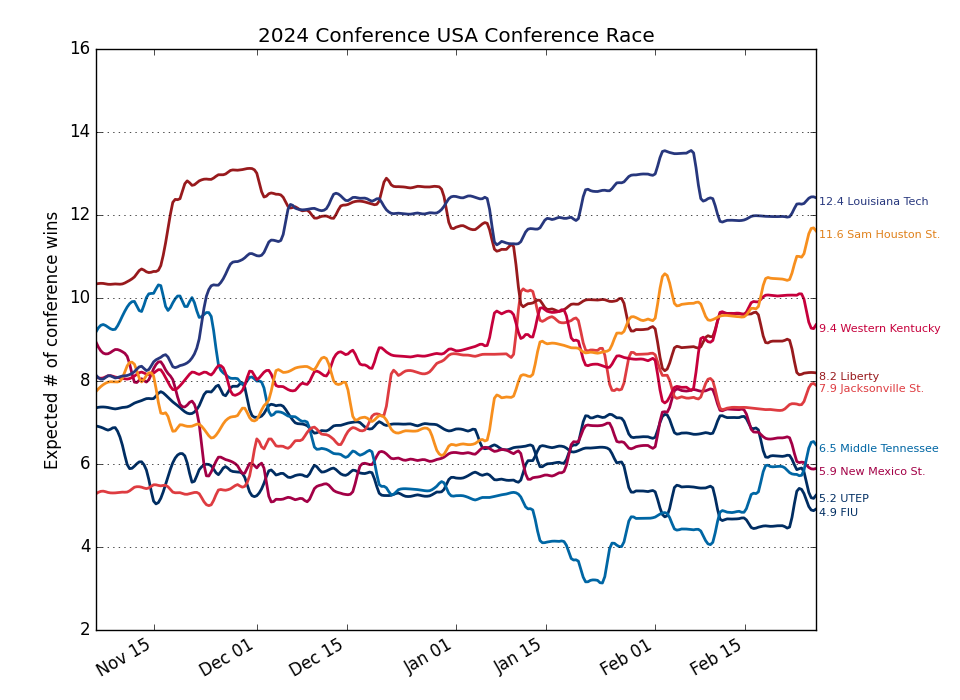 2024 Conference USA Conference Race
Expected # of conference wins
16
14
12
10
8
6
4
2
Nov 15
Dec 01
Dec 15
Jan 01
Jan 15
Feb 01
Feb 15
12.4 Louisiana Tech
11.6 Sam Houston St.
9.4 Western Kentucky
8.2 Liberty
7.9 Jacksonville St.
6.5 Middle Tennessee
5.9 New Mexico St.
5.2 UTEP
4.9 FIU